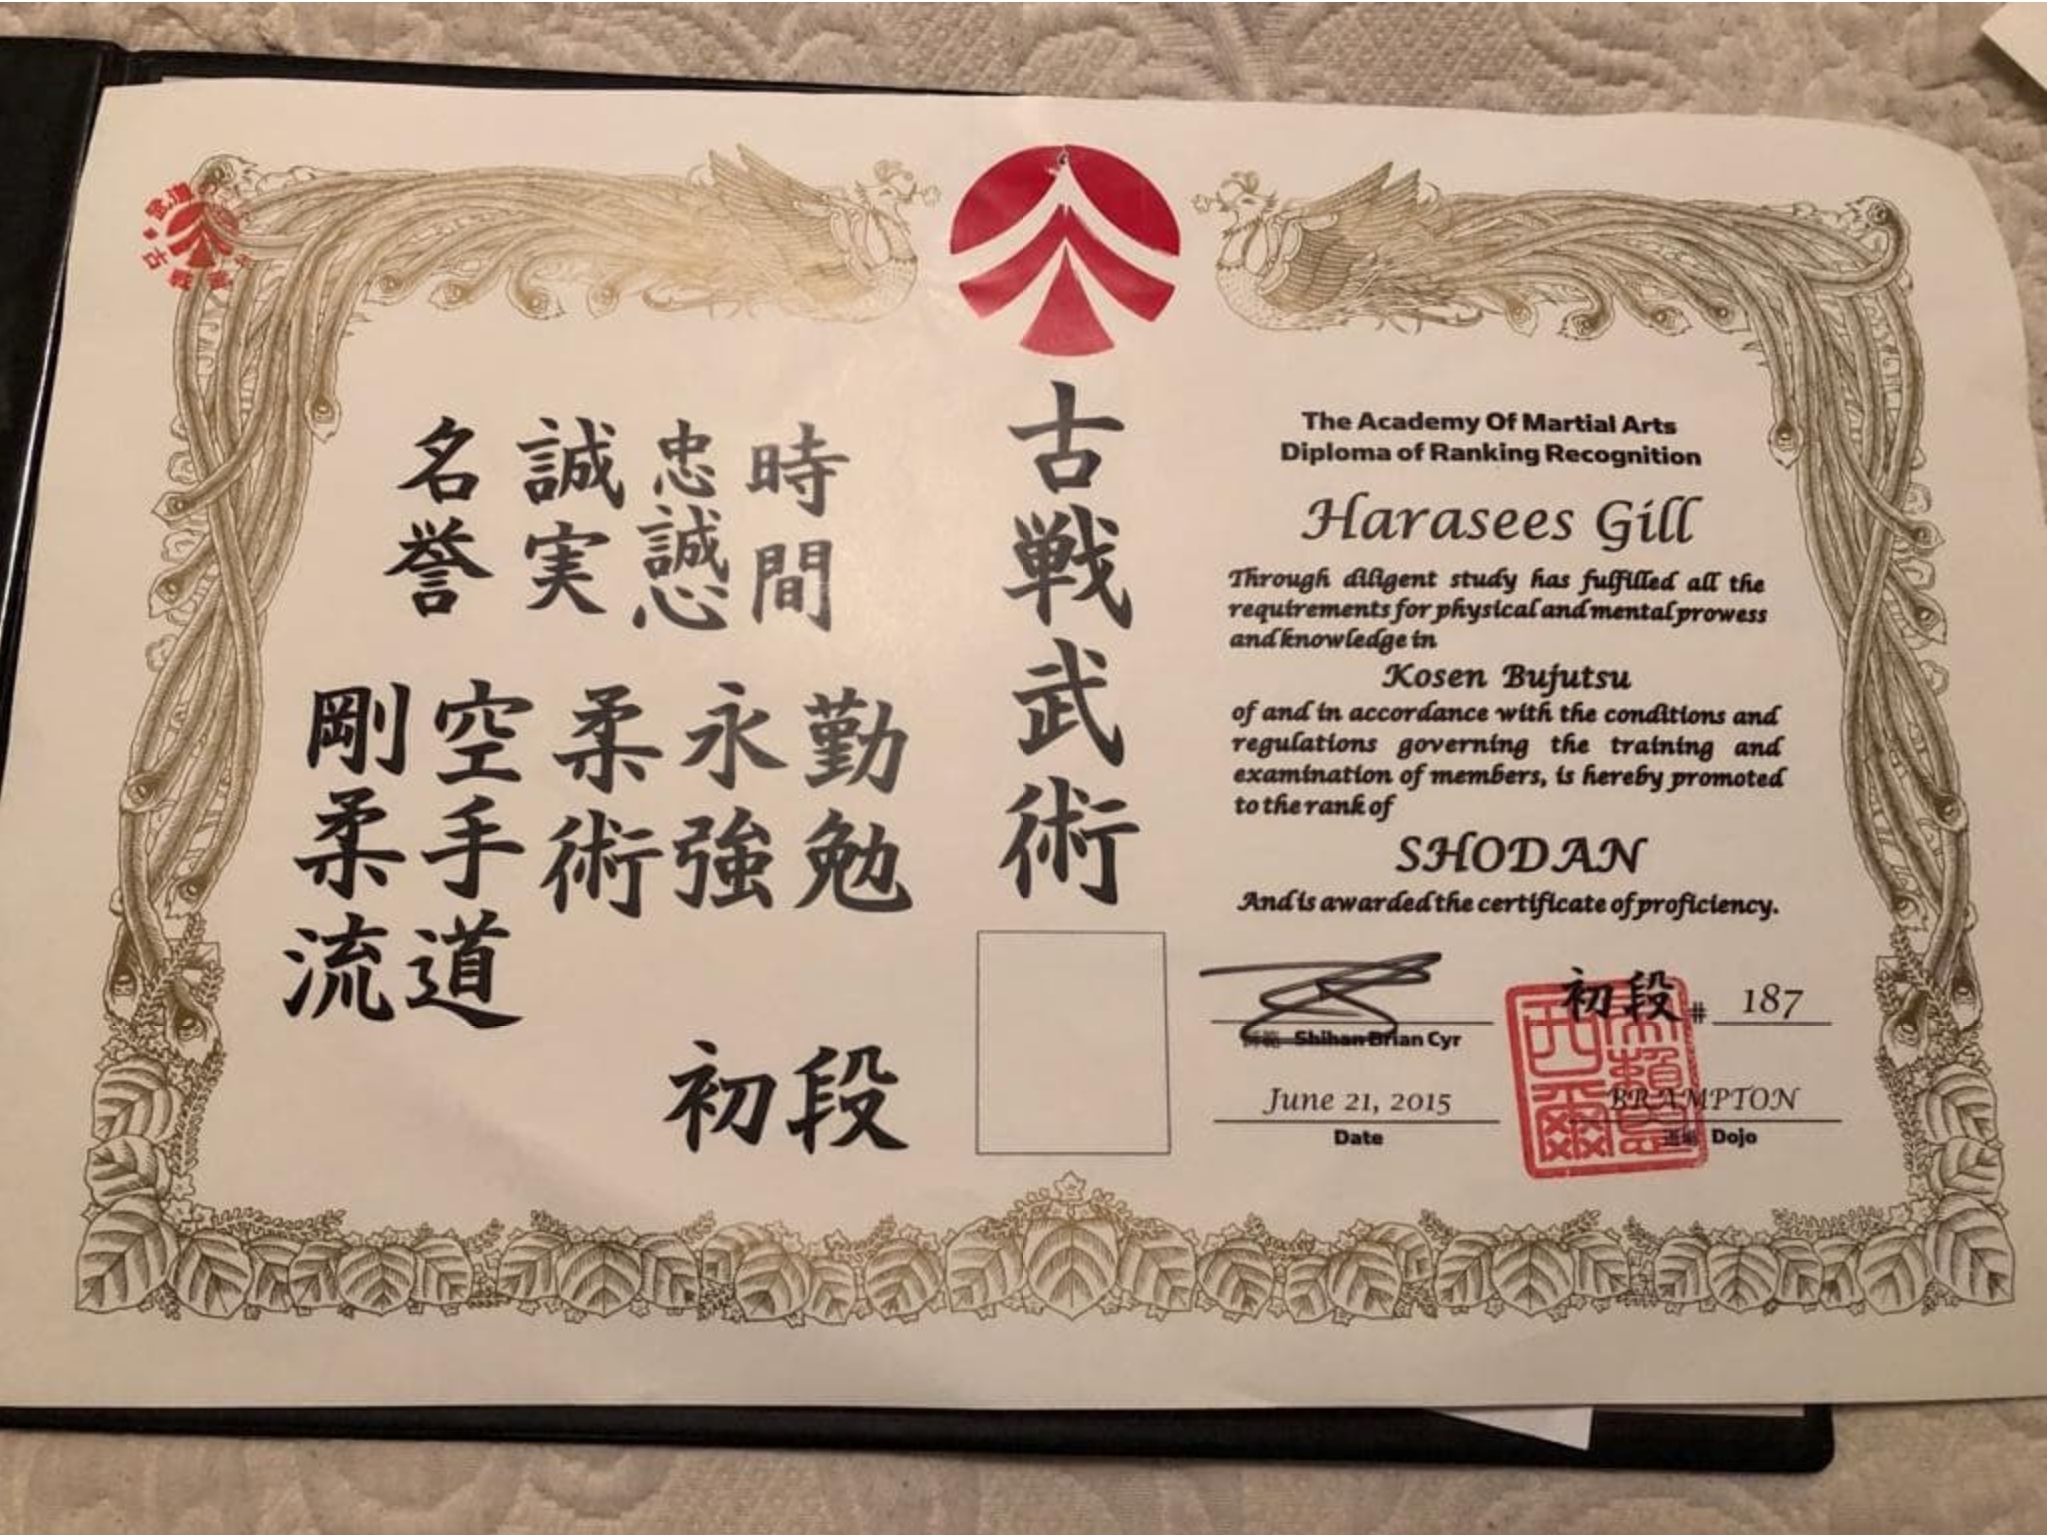 古戦武術
時間
忠誠心
誠実
名誉
勤勉
永強
柔術
空手道
剛柔流
初段
The Academy Of Martial Arts
Diploma of Ranking Recognition
Harasees Gill
Through diligent study has fulfilled all the
requirements for physical and mental prowess
and knowledge in
Kosen Bujutsu
of and in accordance with the conditions and
regulations governing the training and
examination of members, is hereby promoted
to the rank of
SHODAN
And is awarded the certificate of proficiency.
初段 # 187
Shihan Brian Cyr
June 21, 2015
BRAMPTON
Date
Dojo